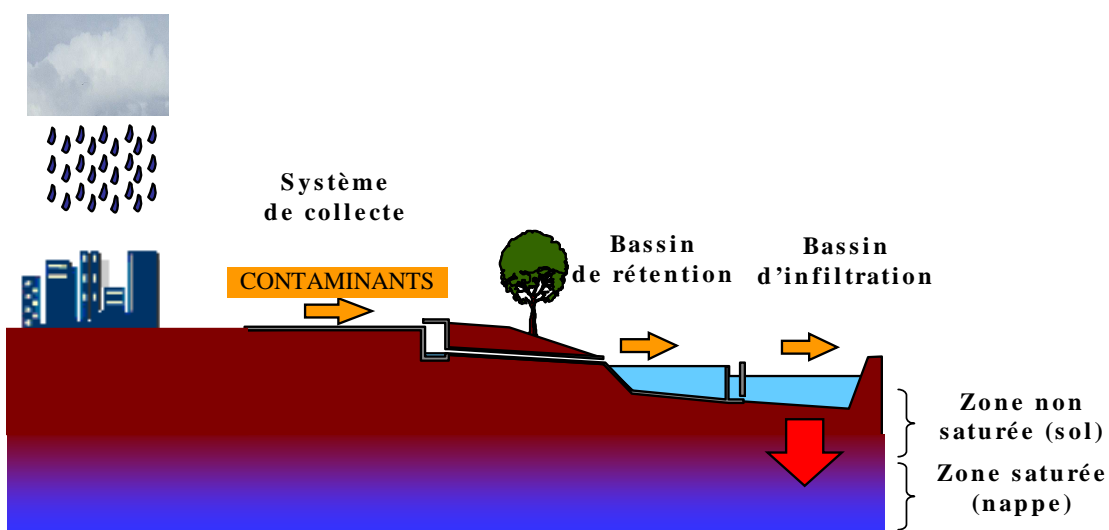 Système
de collecte
CONTAMINANTS
Bassin
de rétention
Bassin
d'infiltration
Zone non
saturée (sol)
Zone saturée
(nappe)